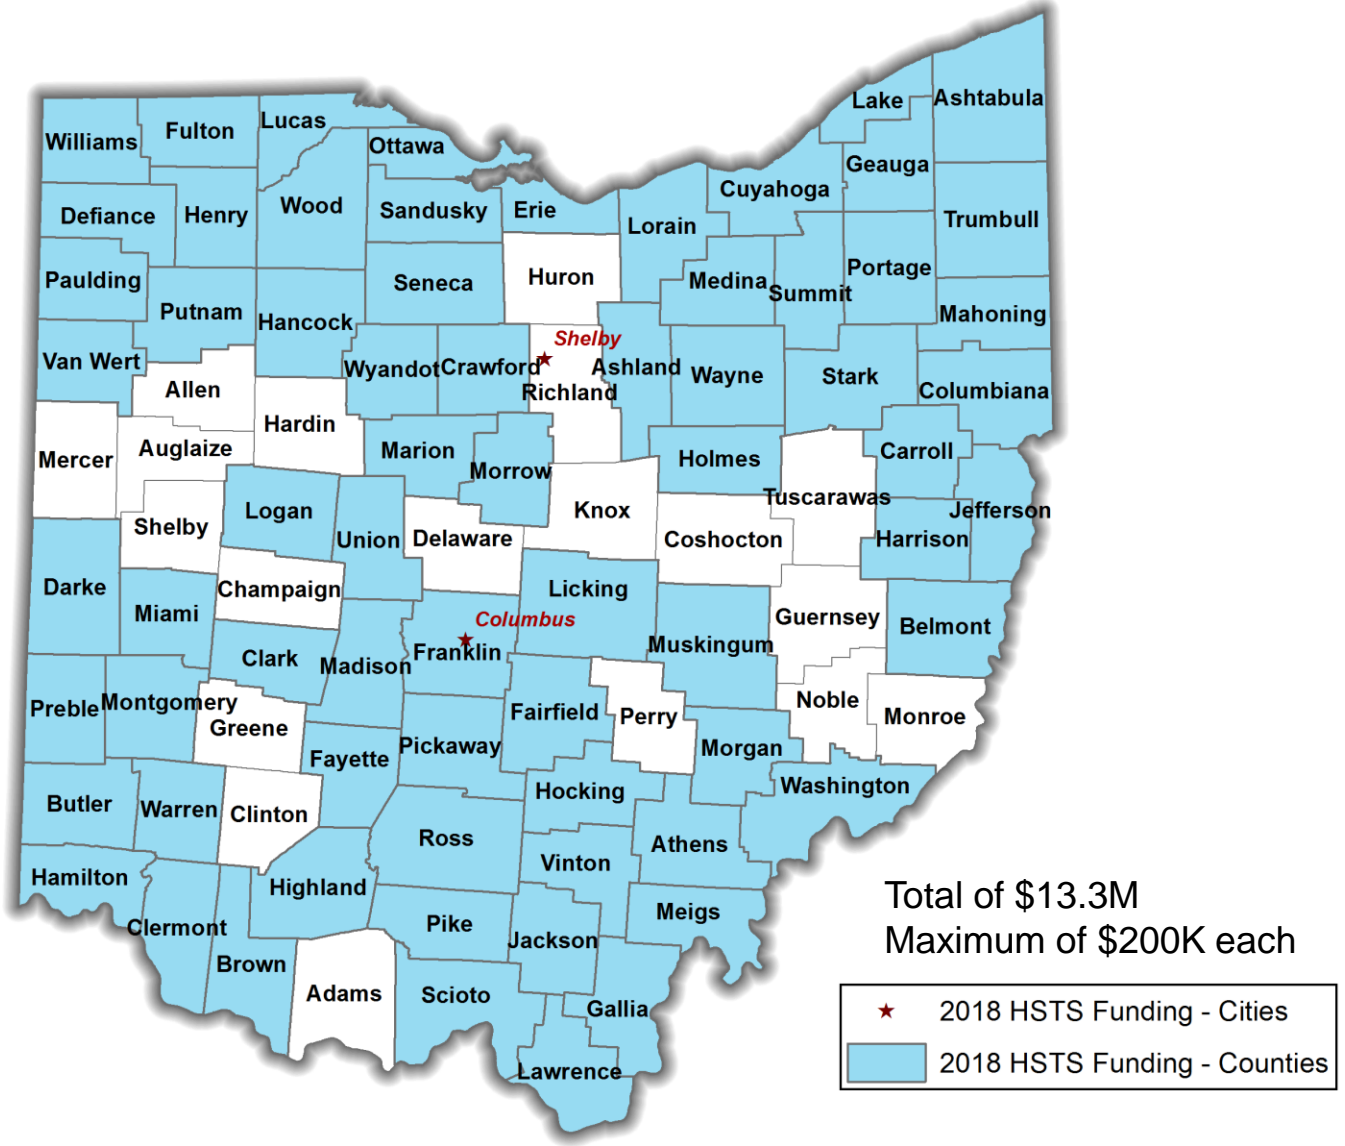 Lake
Ashtabula
Lucas
Fulton
Williams
Ottawa
Geauga
Cuyahoga
Wood
Sandusky
Erie
Henry
Defiance
Lorain
Trumbull
Portage
Paulding
Seneca
Huron
Medina
Summit
Putnam
Hancock
Mahoning
Shelby
Van Wert
Wyandot
Crawford
Ashland
Wayne
Stark
Allen
Richland
Columbiana
Hardin
Auglaize
Marion
Carroll
Mercer
Morrow
Holmes
Tuscarawas
Logan
Knox
Jefferson
Shelby
Union
Delaware
Coshocton
Harrison
Darke
Champaign
Licking
Miami
Guernsey
Columbus
Belmont
Clark
Madison
Franklin
Muskingum
Preble
Montgomery
Noble
Greene
Fairfield
Perry
Monroe
Pickaway
Morgan
Fayette
Washington
Hocking
Butler
Warren
Clinton
Ross
Athens
Vinton
Hamilton
Highland
Meigs
Clermont
Pike
Jackson
Brown
Adams
Scioto
Gallia
Lawrence
Total of $13.3M
Maximum of $200K each
2018 HSTS Funding - Cities
2018 HSTS Funding - Counties